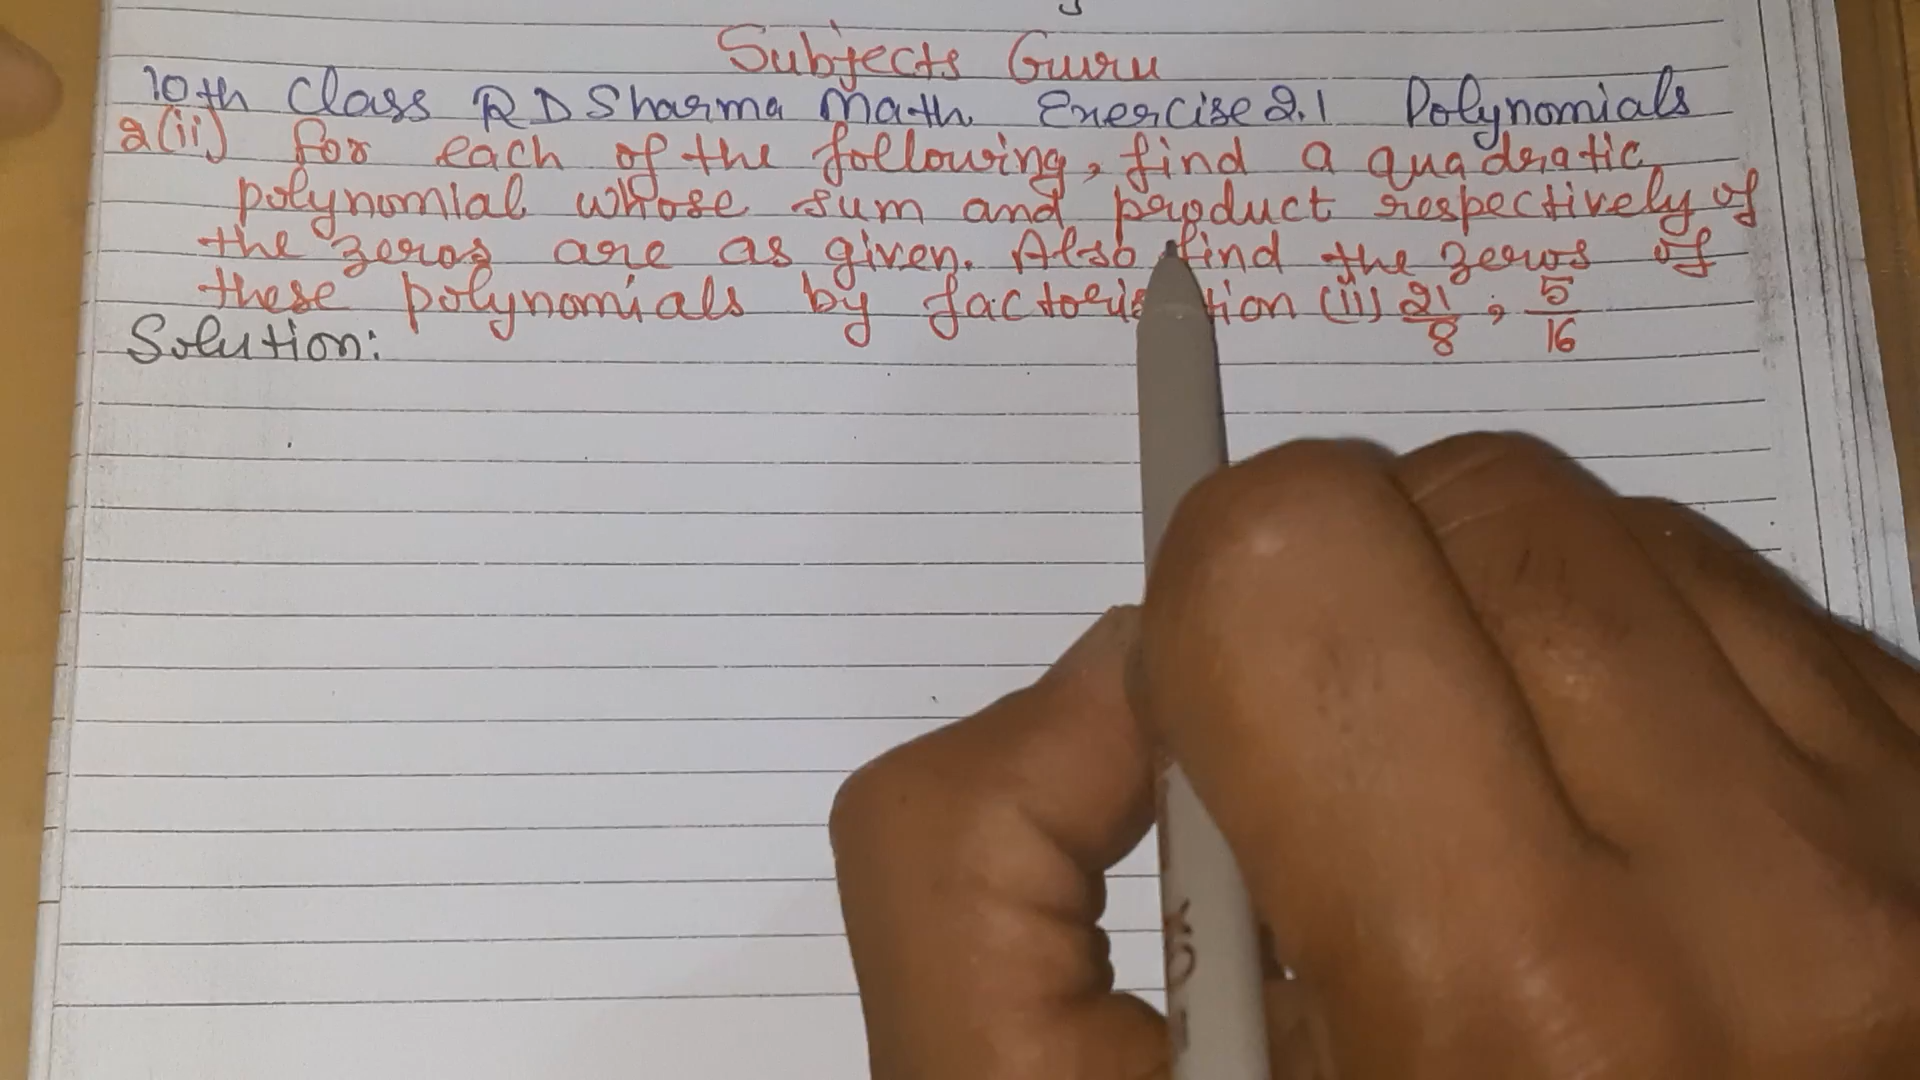 Subjects Guru
10th Class RD Sharma Math Exercise 2.1 Polynomials
2(ii) for each of the following, find a quadratic
polynomial whose sum and product respectively of
the zeros are as given. Also find the zeros of
these polynomials by tion (ii) 21/8, 5/16
Solution: